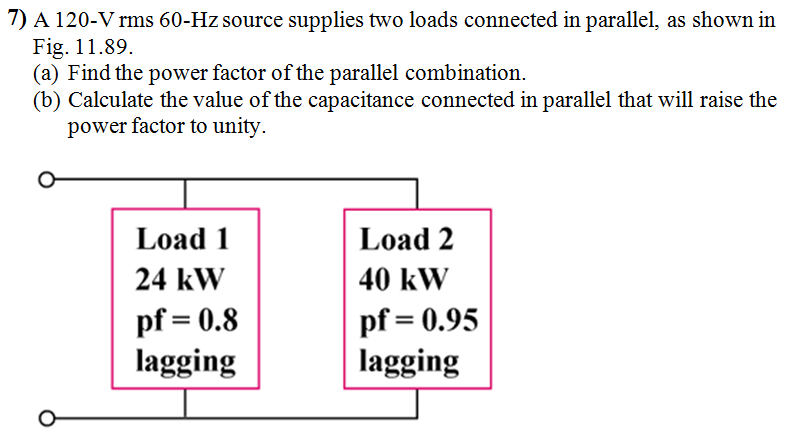 7) A 120-V rms 60-Hz source supplies two loads connected in parallel, as shown in
Fig. 11.89.
(a) Find the power factor of the parallel combination.
(b) Calculate the value of the capacitance connected in parallel that will raise the
power factor to unity.
Load 1
24 kW
pf = 0.8
lagging
Load 2
40 kW
pf = 0.95
lagging